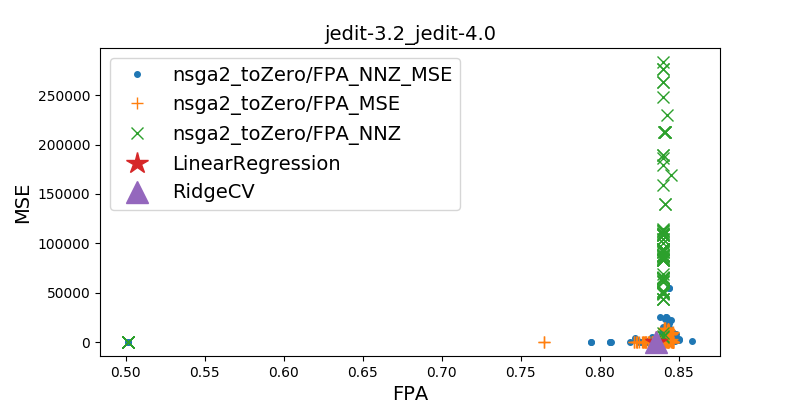 jedit-3.2_jedit-4.0
nsga2_toZero/FPA_NNZ_MSE
nsga2_toZero/FPA_MSE
nsga2_toZero/FPA_NNZ
LinearRegression
RidgeCV
MSE
250000
200000
150000
100000
50000
0
0.50 0.55 0.60 0.65 0.70 0.75 0.80 0.85
FPA